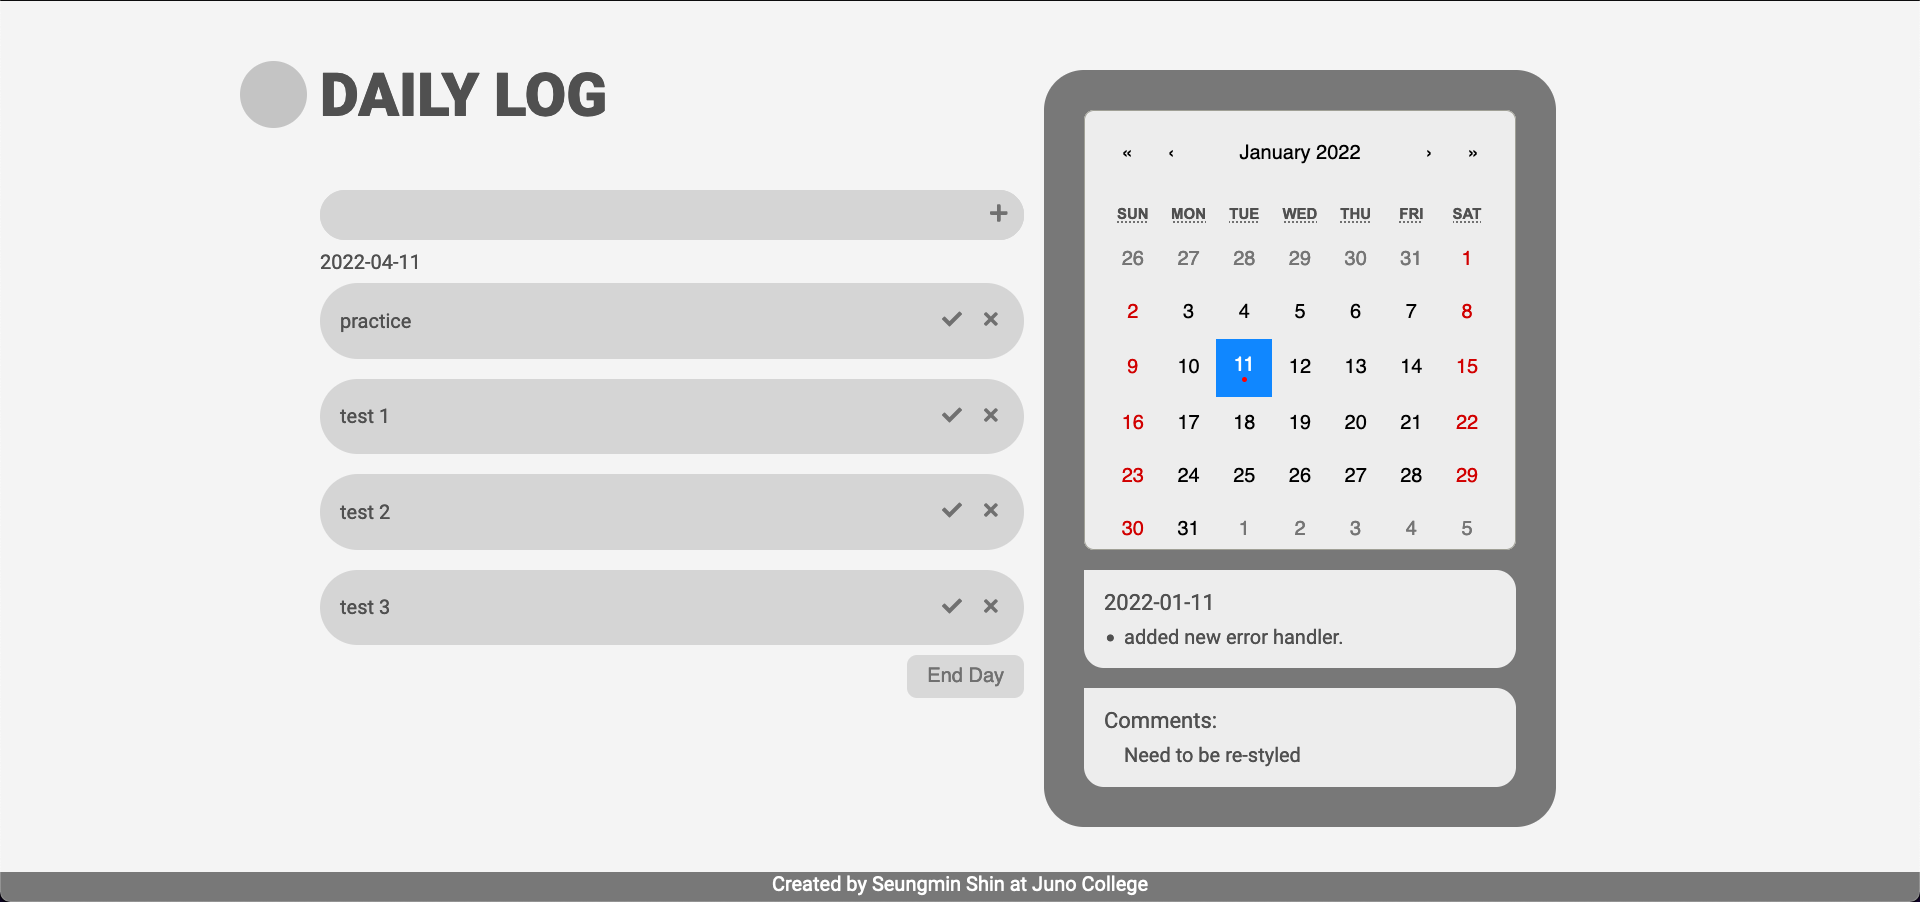 DAILY LOG
2022-04-11
practice
test 1
test 2
test 3
End Day
« ‹ January 2022 › »
SUN MON TUE WED THU FRI SAT
26 27 28 29 30 31 1
2 3 4 5 6 7 8
9 10 11 12 13 14 15
16 17 18 19 20 21 22
23 24 25 26 27 28 29
30 31 1 2 3 4 5
2022-01-11
• added new error handler.
Comments:
Need to be re-styled
Created by Seungmin Shin at Juno College